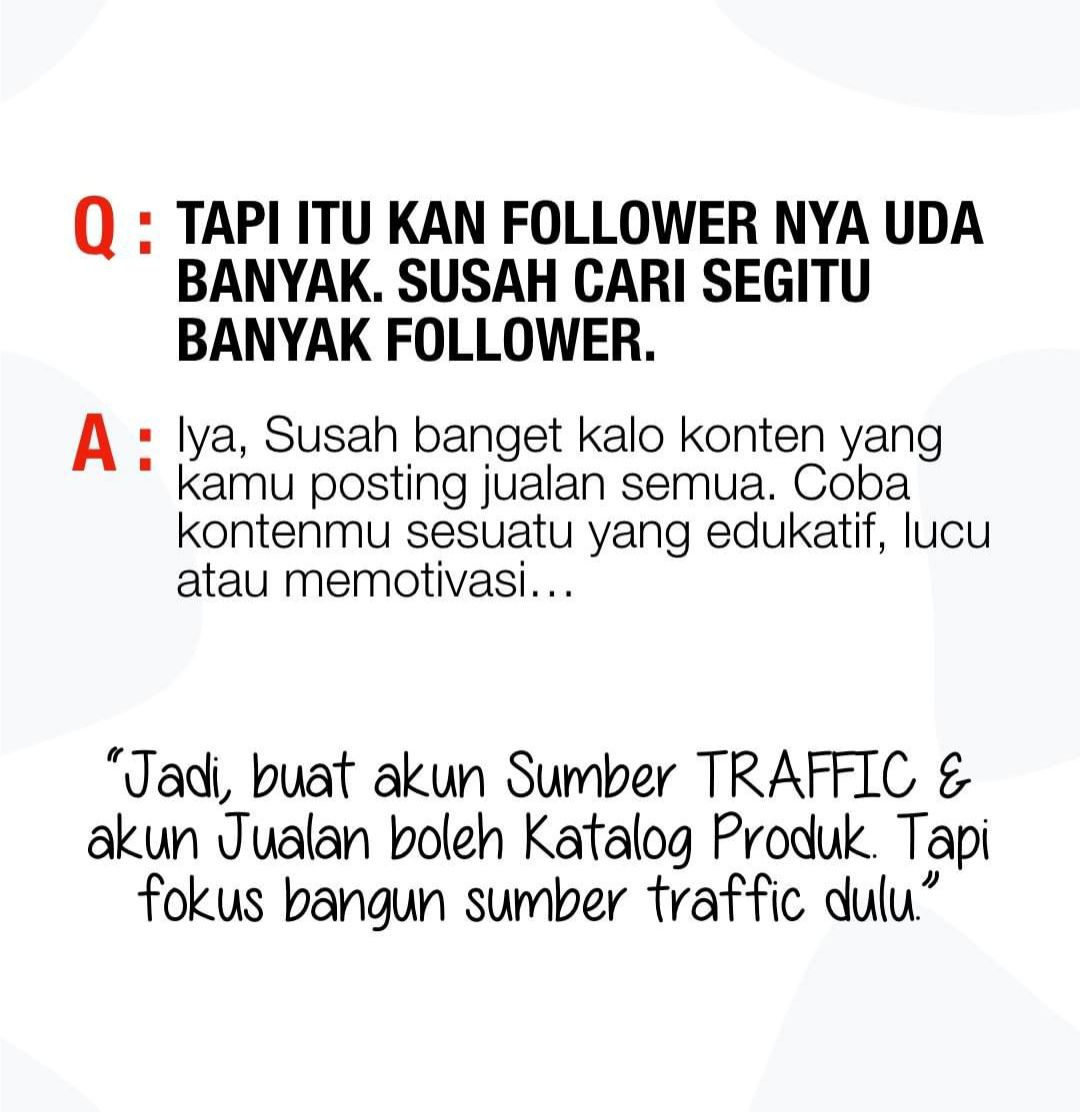 Q : TAPI ITU KAN FOLLOWER NYA UDA
BANYAK. SUSAH CARI SEGITU
BANYAK FOLLOWER.
A : Iya, Susah banget kalo konten yang
kamu posting jualan semua. Coba
kontenmu sesuatu yang edukatif, lucu
atau memotivasi...
"Jadi, buat akun Sumber TRAFFIC &
akun Jualan boleh Katalog Produk. Tapi
fokus bangun sumber traffic dulu."